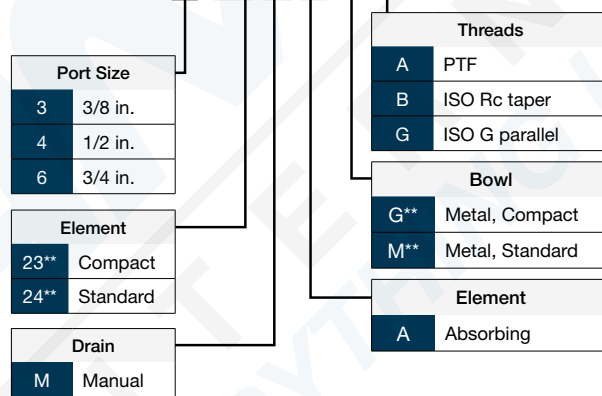 Port Size
3 3/8 in.
4 1/2 in.
6 3/4 in.
Element
23** Compact
24** Standard
Drain
M Manual
Threads
A PTF
B ISO Rc taper
G ISO G parallel
Bowl
G** Metal, Compact
M** Metal, Standard
Element
A Absorbing